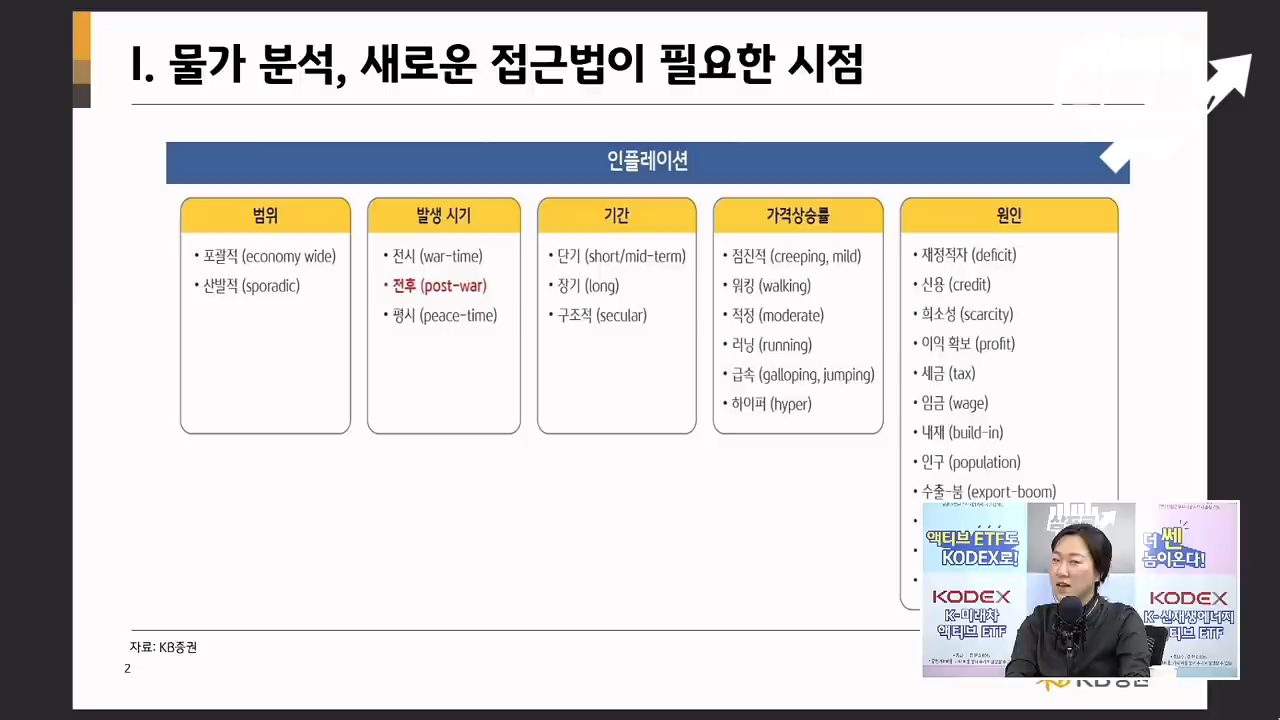 I. 물가 분석, 새로운 접근법이 필요한 시점
인플레이션
범위
• 포괄적 (economy wide)
• 산발적 (sporadic)
발생 시기
• 전시 (war-time)
• 전후 (post-war)
• 평시 (peace-time)
기간
• 단기 (short/mid-term)
• 장기 (long)
• 구조적 (secular)
가격상승률
• 점진적 (creeping, mild)
• 워킹 (walking)
• 적정 (moderate)
• 러닝 (running)
• 급속 (galloping, jumping)
• 하이퍼 (hyper)
원인
• 재정적자 (deficit)
• 신용 (credit)
• 희소성 (scarcity)
• 이익 확보 (profit)
• 세금 (tax)
• 임금 (wage)
• 내재 (build-in)
• 인구 (population)
• 수출-붐 (export-boom)
액티브 ETF도
KODEX로!
KODEX
K-미래차
액티브 ETF
더 쎈
놈이온다!
KODEX
K-신재생에너지
티브 ETF
자료: KB증권
2
KB증권